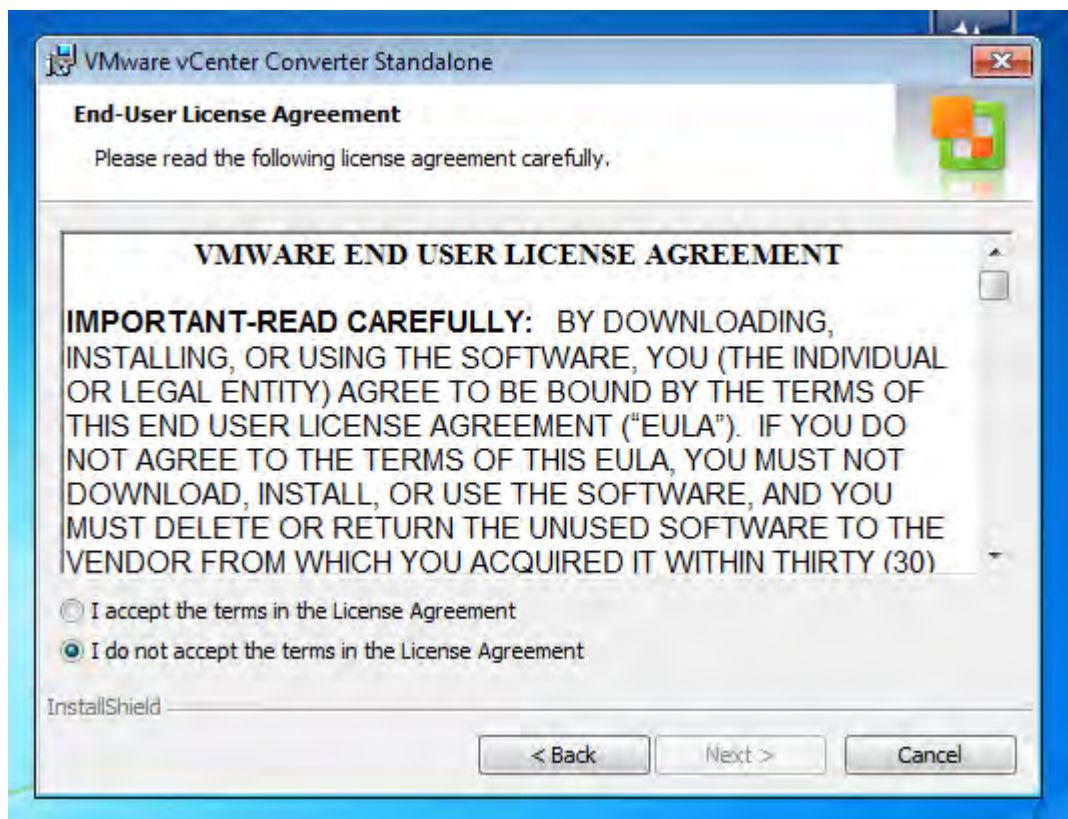 VMware vCenter Converter Standalone
End-User License Agreement
Please read the following license agreement carefully.
VMWARE END USER LICENSE AGREEMENT
IMPORTANT-READ CAREFULLY: BY DOWNLOADING,
INSTALLING, OR USING THE SOFTWARE, YOU (THE INDIVIDUAL
OR LEGAL ENTITY) AGREE TO BE BOUND BY THE TERMS OF
THIS END USER LICENSE AGREEMENT (“EULA”). IF YOU DO
NOT AGREE TO THE TERMS OF THIS EULA, YOU MUST NOT
DOWNLOAD, INSTALL, OR USE THE SOFTWARE, AND YOU
MUST DELETE OR RETURN THE UNUSED SOFTWARE TO THE
VENDOR FROM WHICH YOU ACQUIRED IT WITHIN THIRTY (30)
I accept the terms in the License Agreement
I do not accept the terms in the License Agreement
InstallShield
< Back Next > Cancel